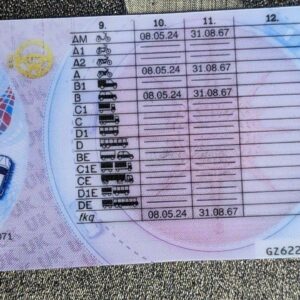 9. 10. 11. 12.
AM 08.05.24 31.08.67
A1
A2
A 08.05.24 31.08.67
B1
B 08.05.24 31.08.67
C1
C
D1
D
BE
C1E
CE
D1E
DE
fkq 08.05.24 31.08.67
071
GZ622